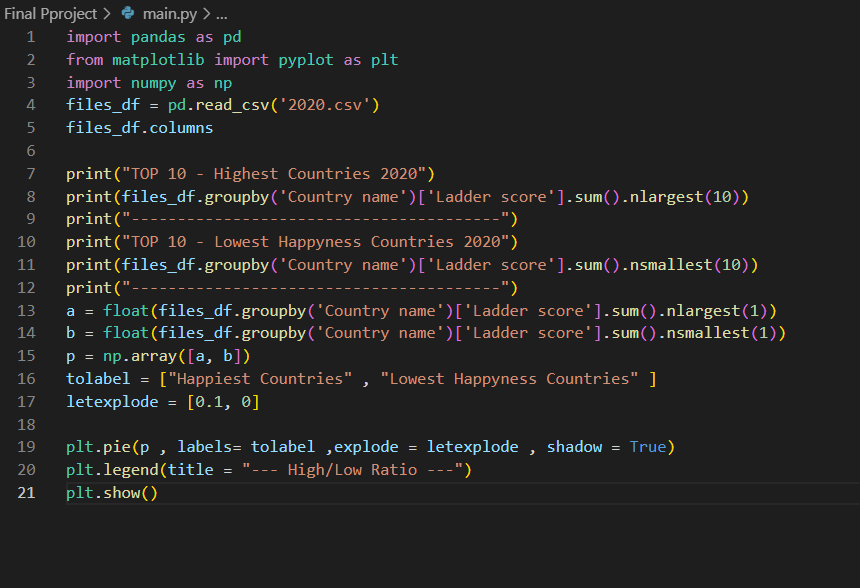 Final Pproject > main.py > ...
1 import pandas as pd
2 from matplotlib import pyplot as plt
3 import numpy as np
4 files_df = pd.read_csv('2020.csv')
5 files_df.columns
6
7 print("TOP 10 - Highest Countries 2020")
8 print(files_df.groupby('Country name')['Ladder score'].sum().nlargest(10))
9 print("----------------------------------------")
10 print("TOP 10 - Lowest Happyness Countries 2020")
11 print(files_df.groupby('Country name')['Ladder score'].sum().nsmallest(10))
12 print("----------------------------------------")
13 a = float(files_df.groupby('Country name')['Ladder score'].sum().nlargest(1))
14 b = float(files_df.groupby('Country name')['Ladder score'].sum().nsmallest(1))
15 p = np.array([a, b])
16 tolabel = ["Happiest Countries" , "Lowest Happyness Countries" ]
17 letexplode = [0.1, 0]
18
19 plt.pie(p , labels= tolabel ,explode = letexplode , shadow = True)
20 plt.legend(title = "--- High/Low Ratio ---")
21 plt.show()